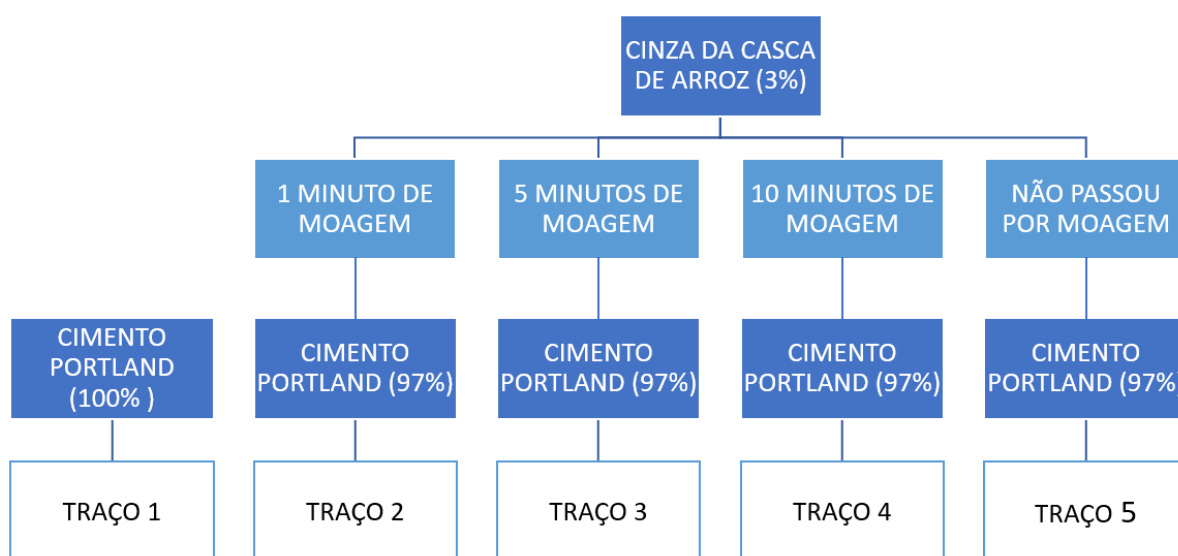 CINZA DA CASCA
DE ARROZ (3%)
1 MINUTO DE
MOAGEM
5 MINUTOS DE
MOAGEM
10 MINUTOS DE
MOAGEM
NÃO PASSOU
POR MOAGEM
CIMENTO
PORTLAND
(100% )
CIMENTO
PORTLAND (97%)
CIMENTO
PORTLAND (97%)
CIMENTO
PORTLAND (97%)
CIMENTO
PORTLAND (97%)
TRAÇO 1
TRAÇO 2
TRAÇO 3
TRAÇO 4
TRAÇO 5